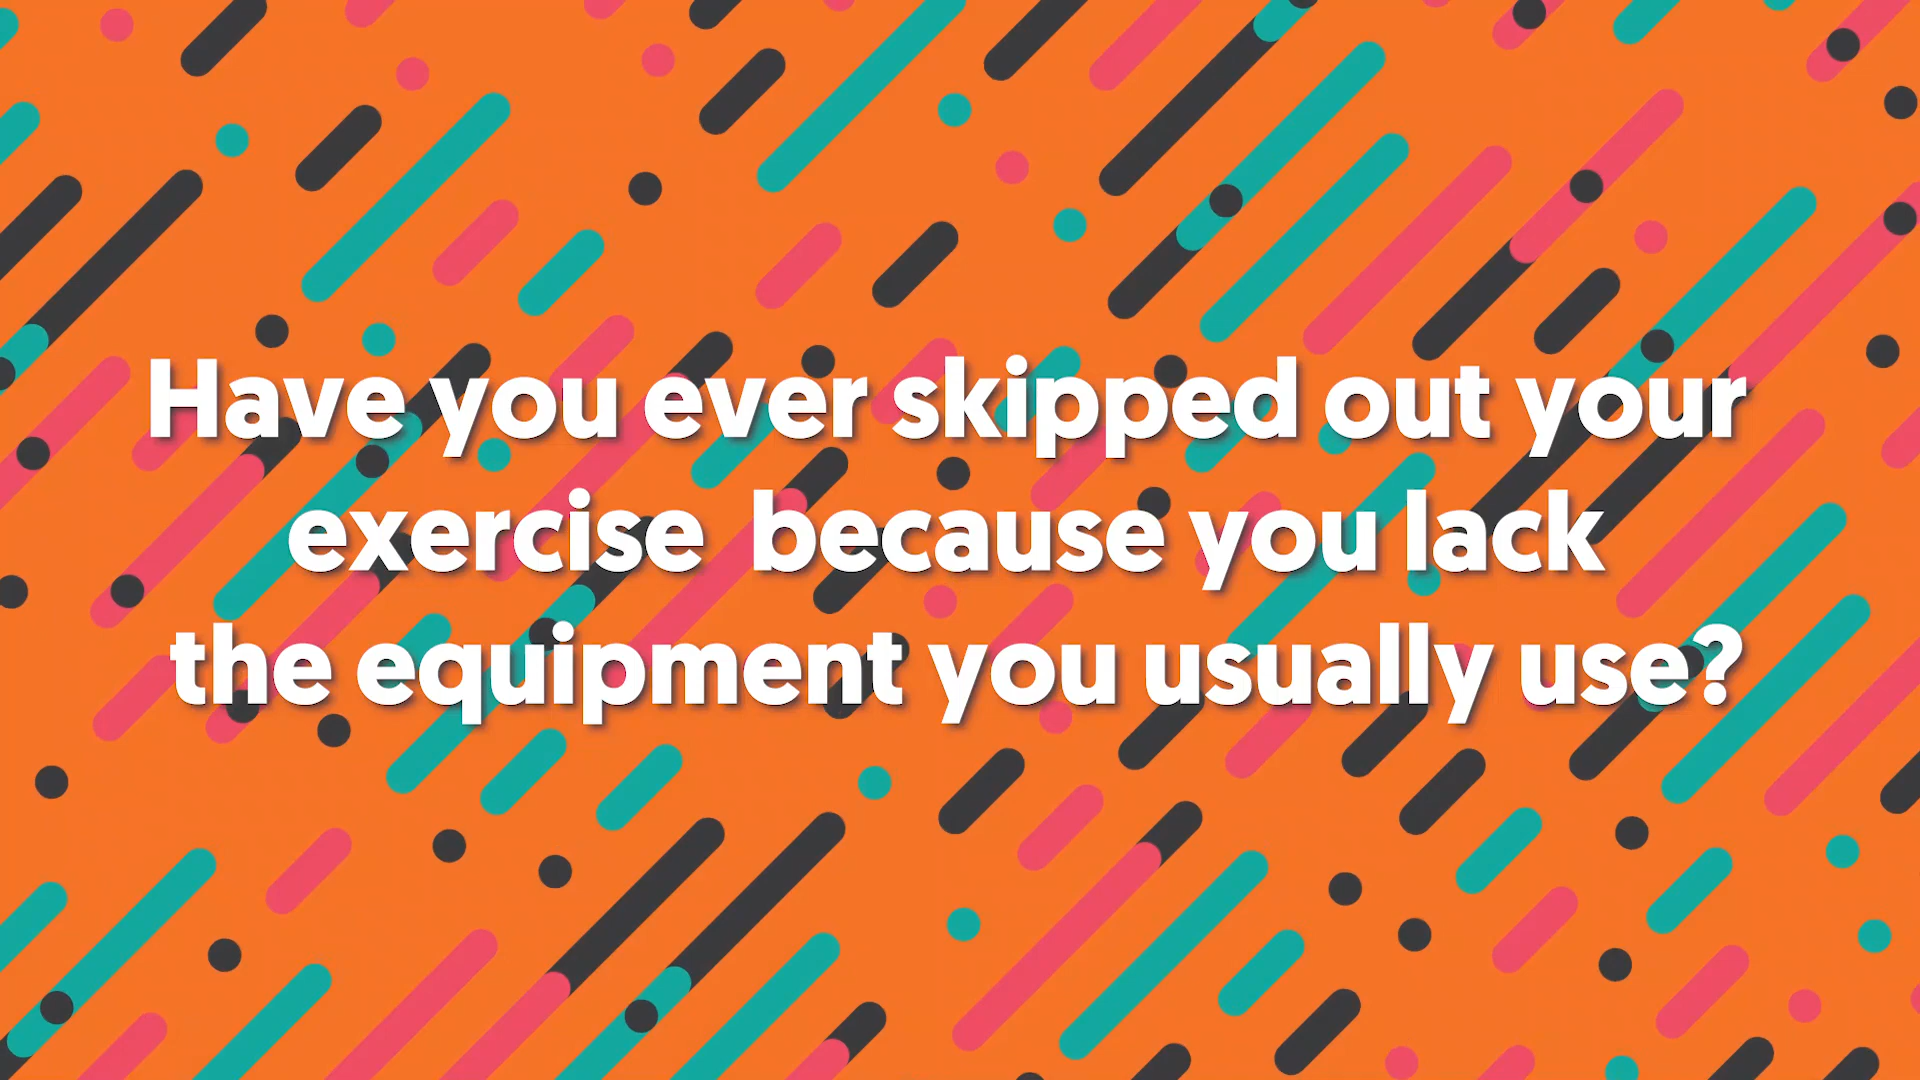 Have you ever skipped out your
exercise  because you lack
the equipment you usually use?